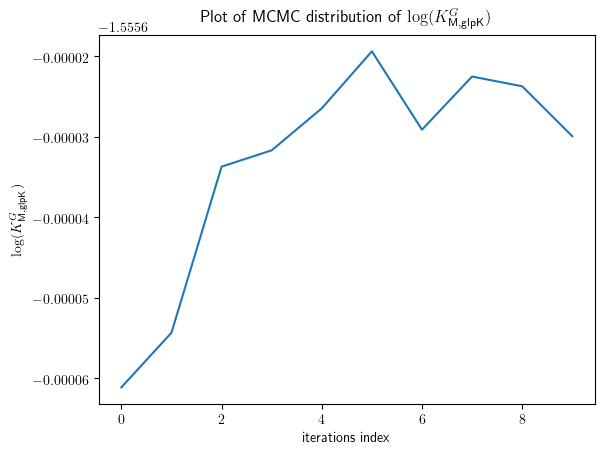 Plot of MCMC distribution of log(K^G_M,glpK)
−1.5556
−0.00002
−0.00003
−0.00004
−0.00005
−0.00006
log(K^G_M,glpK)
0 2 4 6 8
iterations index